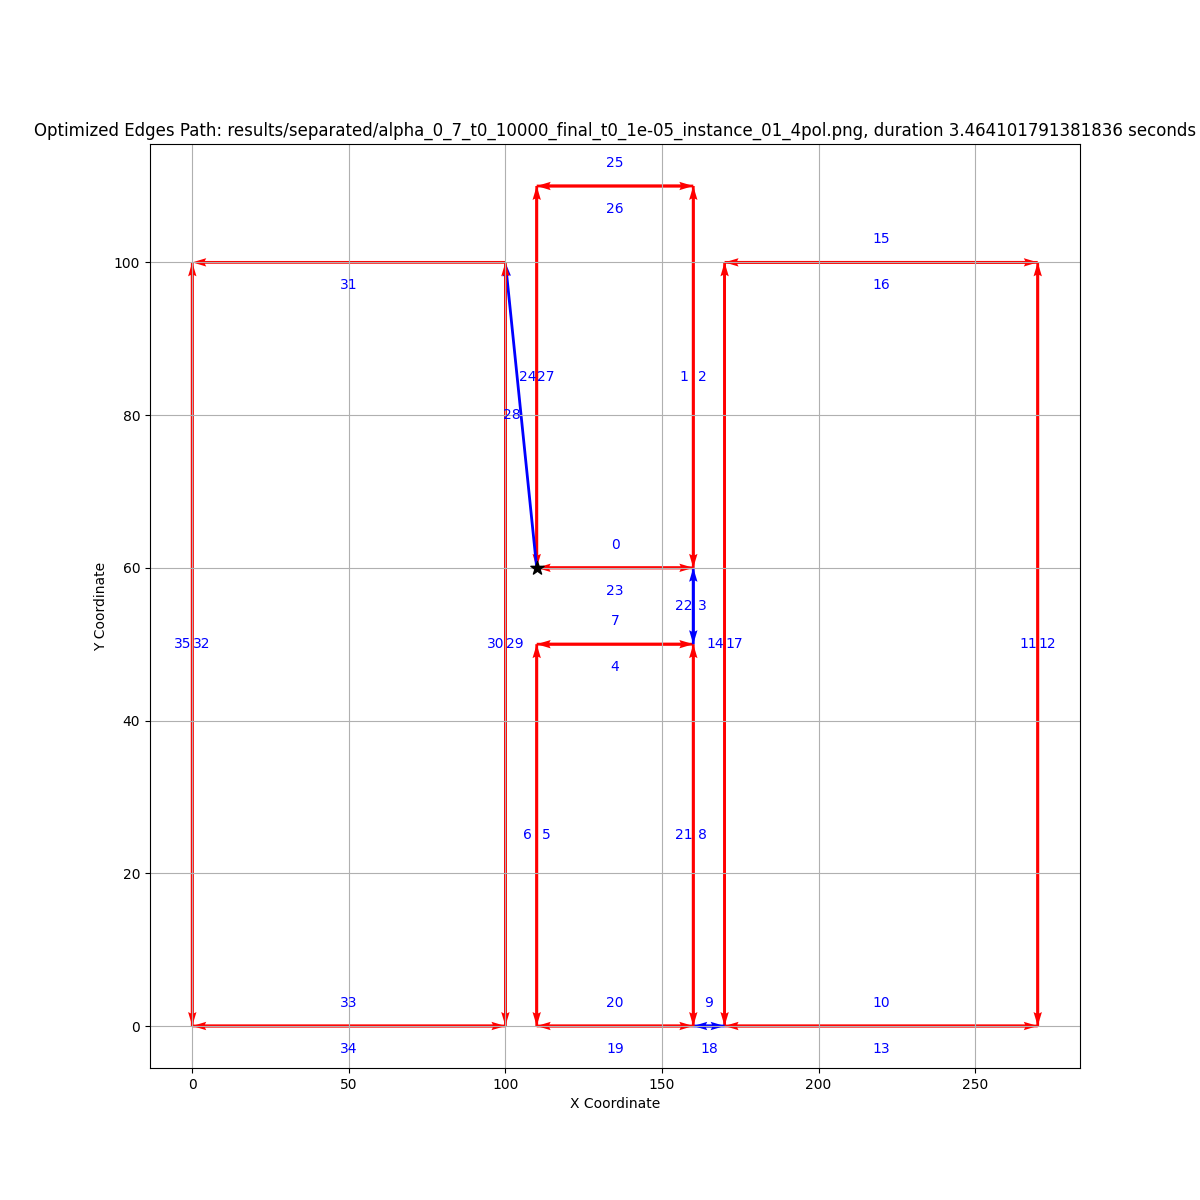 Optimized Edges Path: results/separated/alpha_0_7_t0_10000_final_t0_1e-05_instance_01_4pol.png, duration 3.464101791381836 seconds
25
26
15
100
31
16
24 27 1 2
80
28
0
60
23
22 3
7
Y Coordinate
35 32 30 29 14 17 11 12
4
40
6 5 21 8
20
33 20 9 10
0
34 19 18 13
0 50 100 150 200 250
X Coordinate